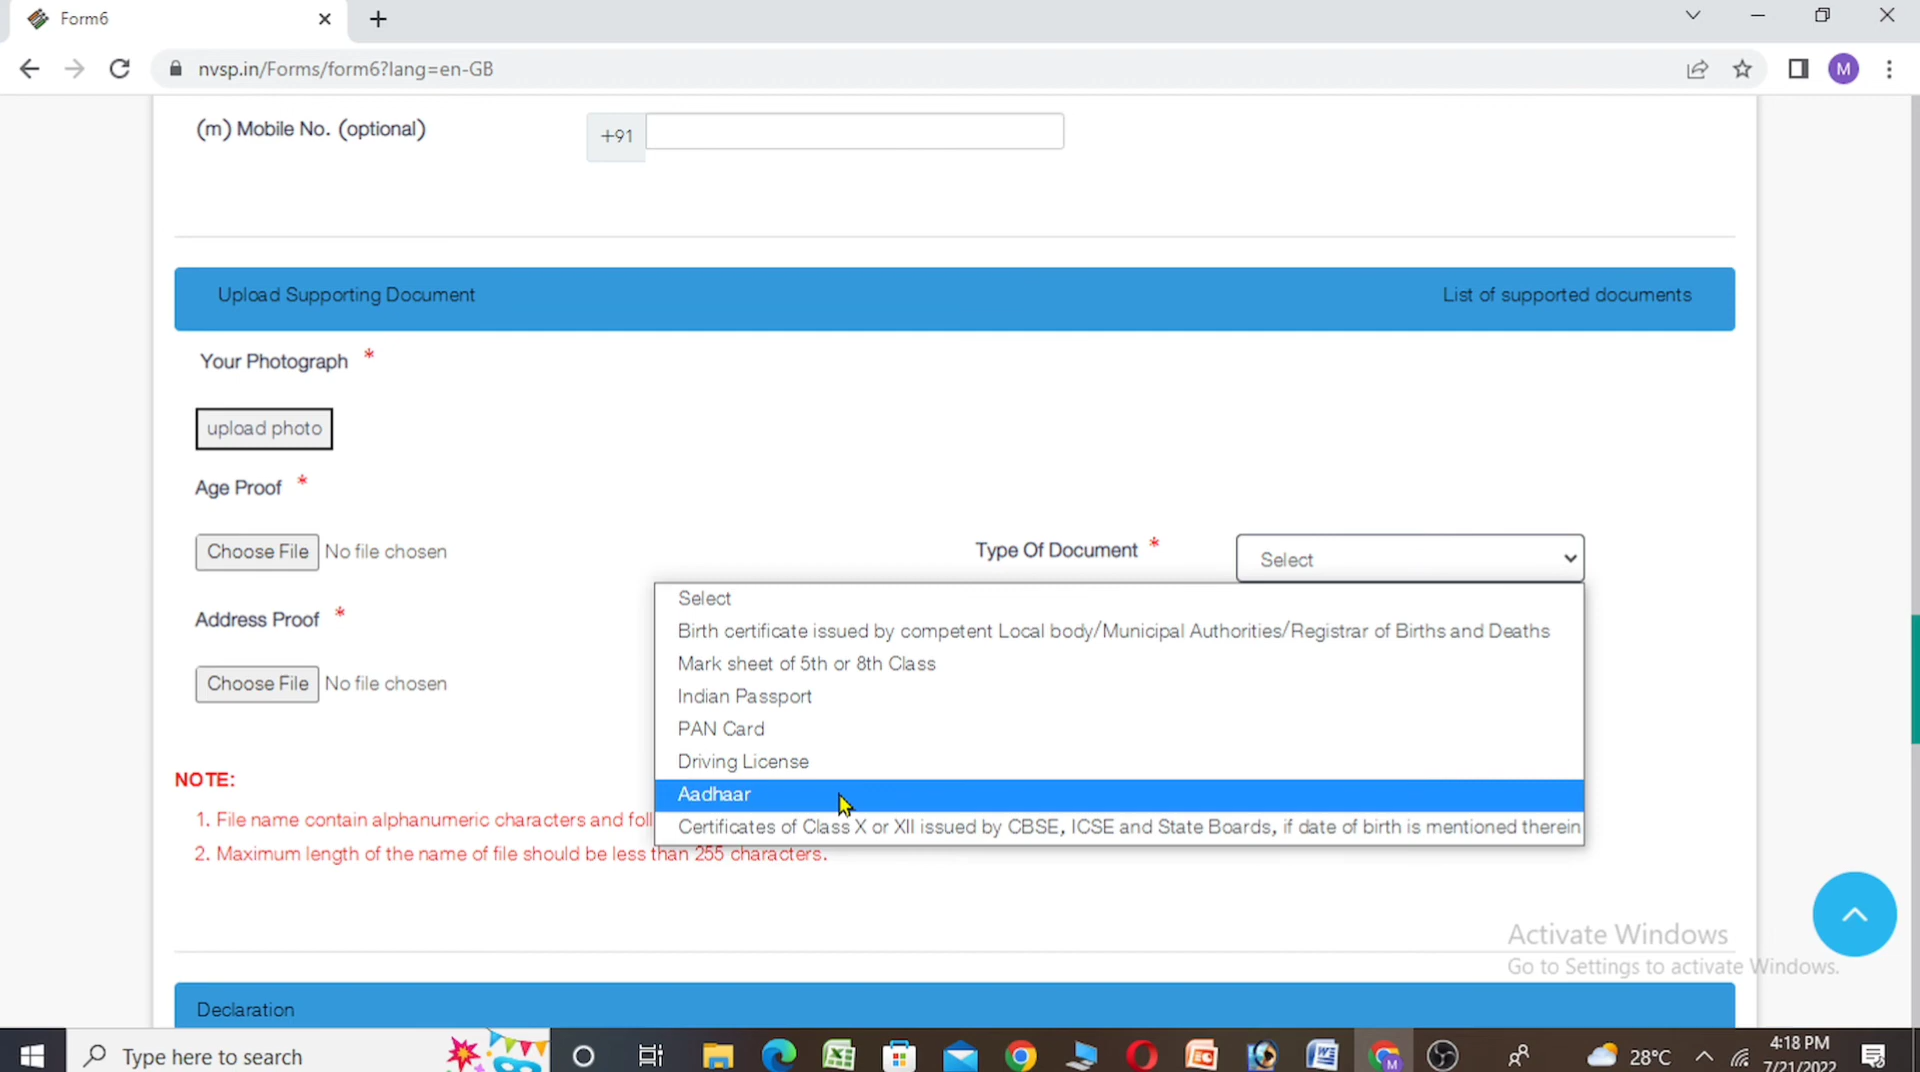 Form6
nvsp.in/Forms/form6?lang=en-GB
M
(m) Mobile No. (optional)
+91
Upload Supporting Document
List of supported documents
Your Photograph *
upload photo
Age Proof *
Choose File No file chosen
Type Of Document *
Select
Select
Birth certificate issued by competent Local body/Municipal Authorities/Registrar of Births and Deaths
Address Proof *
Mark sheet of 5th or 8th Class
Choose File No file chosen
Indian Passport
PAN Card
Driving License
Aadhaar
Certificates of Class X or XII issued by CBSE, ICSE and State Boards, if date of birth is mentioned therein
NOTE:
1. File name contain alphanumeric characters and foll
2. Maximum length of the name of file should be less than 255 characters.
Activate Windows
Go to Settings to activate Windows.
Declaration
Type here to search
28°C
4:18 PM
7/21/2022